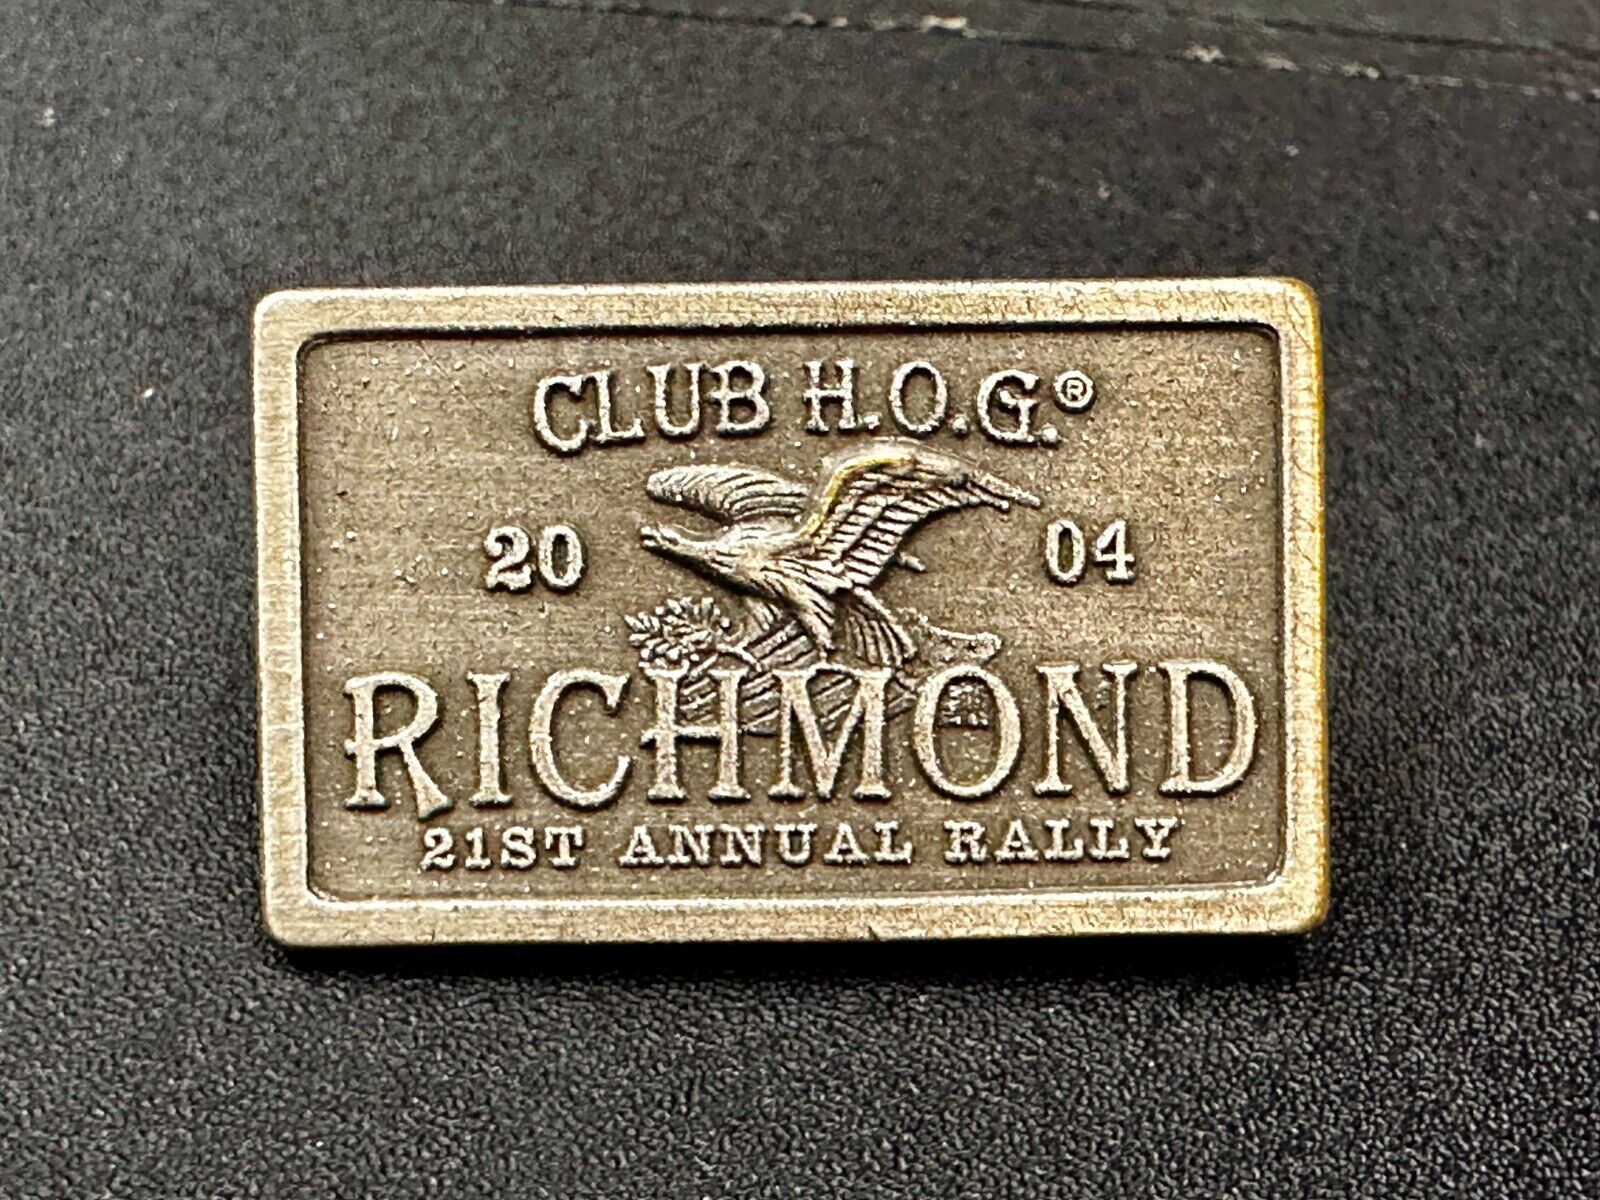 CLUB H.O.G.®
20 04
RICHMOND
21ST ANNUAL RALLY